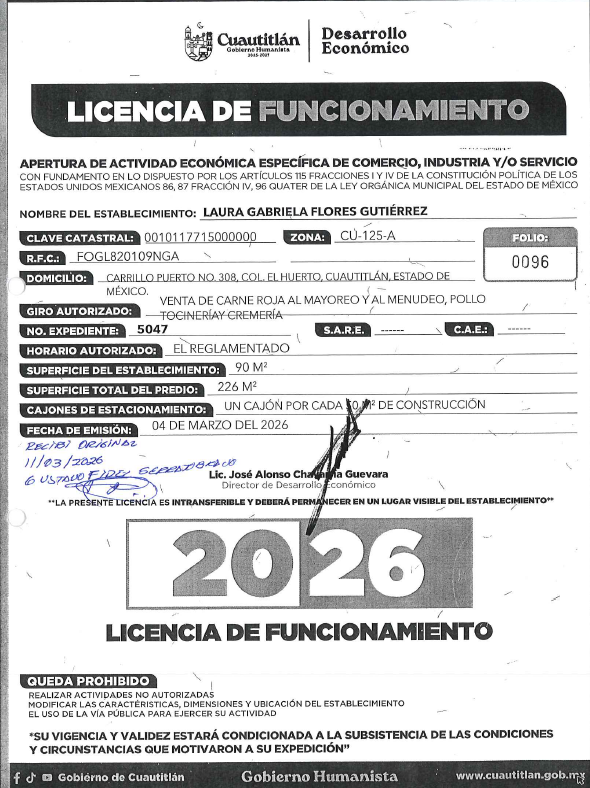 Cuautitlán
Gobierno Humanista
2025-2027
Desarrollo
Económico
LICENCIA DE FUNCIONAMIENTO
APERTURA DE ACTIVIDAD ECONÓMICA ESPECÍFICA DE COMERCIO, INDUSTRIA Y/O SERVICIO
CON FUNDAMENTO EN LO DISPUESTO POR LOS ARTÍCULOS 115 FRACCIONES I Y IV DE LA CONSTITUCIÓN POLÍTICA DE LOS
ESTADOS UNIDOS MEXICANOS 86, 87 FRACCIÓN IV, 96 QUATER DE LA LEY ORGÁNICA MUNICIPAL DEL ESTADO DE MÉXICO
NOMBRE DEL ESTABLECIMIENTO: LAURA GABRIELA FLORES GUTIÉRREZ
CLAVE CATASTRAL: 0010117715000000 ZONA: CU-125-A
FOLIO:
0096
R.F.C.: FOGL820109NGA
DOMICILIO: CARRILLO PUERTO NO. 308, COL. EL HUERTO, CUAUTITLÁN, ESTADO DE
MÉXICO.
GIRO AUTORIZADO: VENTA DE CARNE ROJA AL MAYOREO Y AL MENUDEO, POLLO
TOCINERÍA Y CREMERÍA
NO. EXPEDIENTE: 5047 S.A.R.E. ------ C.A.E.: ------
HORARIO AUTORIZADO: EL REGLAMENTADO
SUPERFICIE DEL ESTABLECIMIENTO: 90 M²
SUPERFICIE TOTAL DEL PREDIO: 226 M²
CAJONES DE ESTACIONAMIENTO: UN CAJÓN POR CADA M² DE CONSTRUCCIÓN
FECHA DE EMISIÓN: 04 DE MARZO DEL 2026
RECIBI ORIGINAL
11/03/2026
GUSTAVO FIDEL
Lic. José Alonso Guevara
Director de Desarrollo Económico
**LA PRESENTE LICENCIA ES INTRANSFERIBLE Y DEBERÁ PERMANECER EN UN LUGAR VISIBLE DEL ESTABLECIMIENTO**
2026
LICENCIA DE FUNCIONAMIENTO
QUEDA PROHIBIDO
REALIZAR ACTIVIDADES NO AUTORIZADAS
MODIFICAR LAS CARACTERÍSTICAS, DIMENSIONES Y UBICACIÓN DEL ESTABLECIMIENTO
EL USO DE LA VÍA PÚBLICA PARA EJERCER SU ACTIVIDAD
"SU VIGENCIA Y VALIDEZ ESTARÁ CONDICIONADA A LA SUBSISTENCIA DE LAS CONDICIONES
Y CIRCUNSTANCIAS QUE MOTIVARON A SU EXPEDICIÓN"
Gobierno de Cuautitlán
Gobierno Humanista
www.cuautitlan.gob.mx